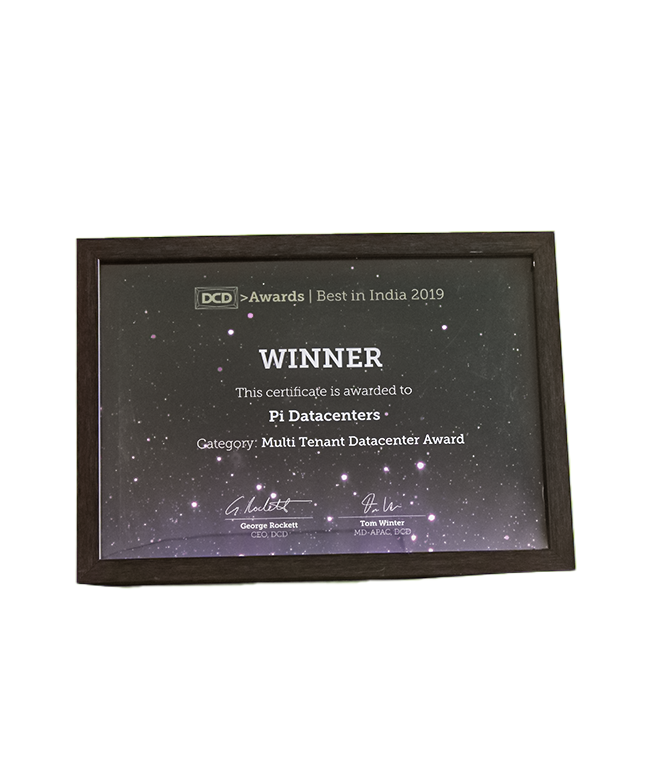 DCD >Awards | Best in India 2019
WINNER
This certificate is awarded to
Pi Datacenters
Category: Multi Tenant Datacenter Award
G Rockett
George Rockett
Tom Winter
CEO, DCD
MD-APAC, DCD